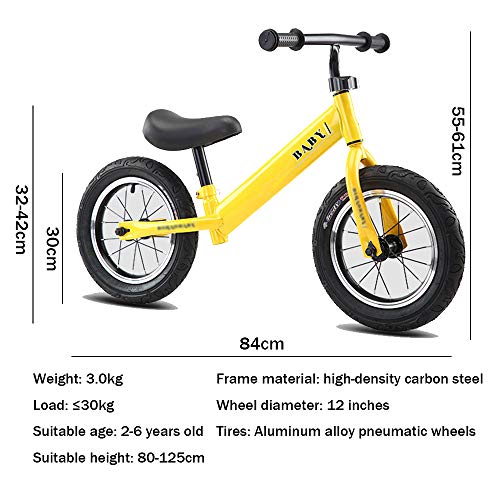 BABY
55-61cm
32-42cm
30cm
84cm
Weight: 3.0kg
Frame material: high-density carbon steel
Load: ≤30kg
Wheel diameter: 12 inches
Suitable age: 2-6 years old
Tires: Aluminum alloy pneumatic wheels
Suitable height: 80-125cm